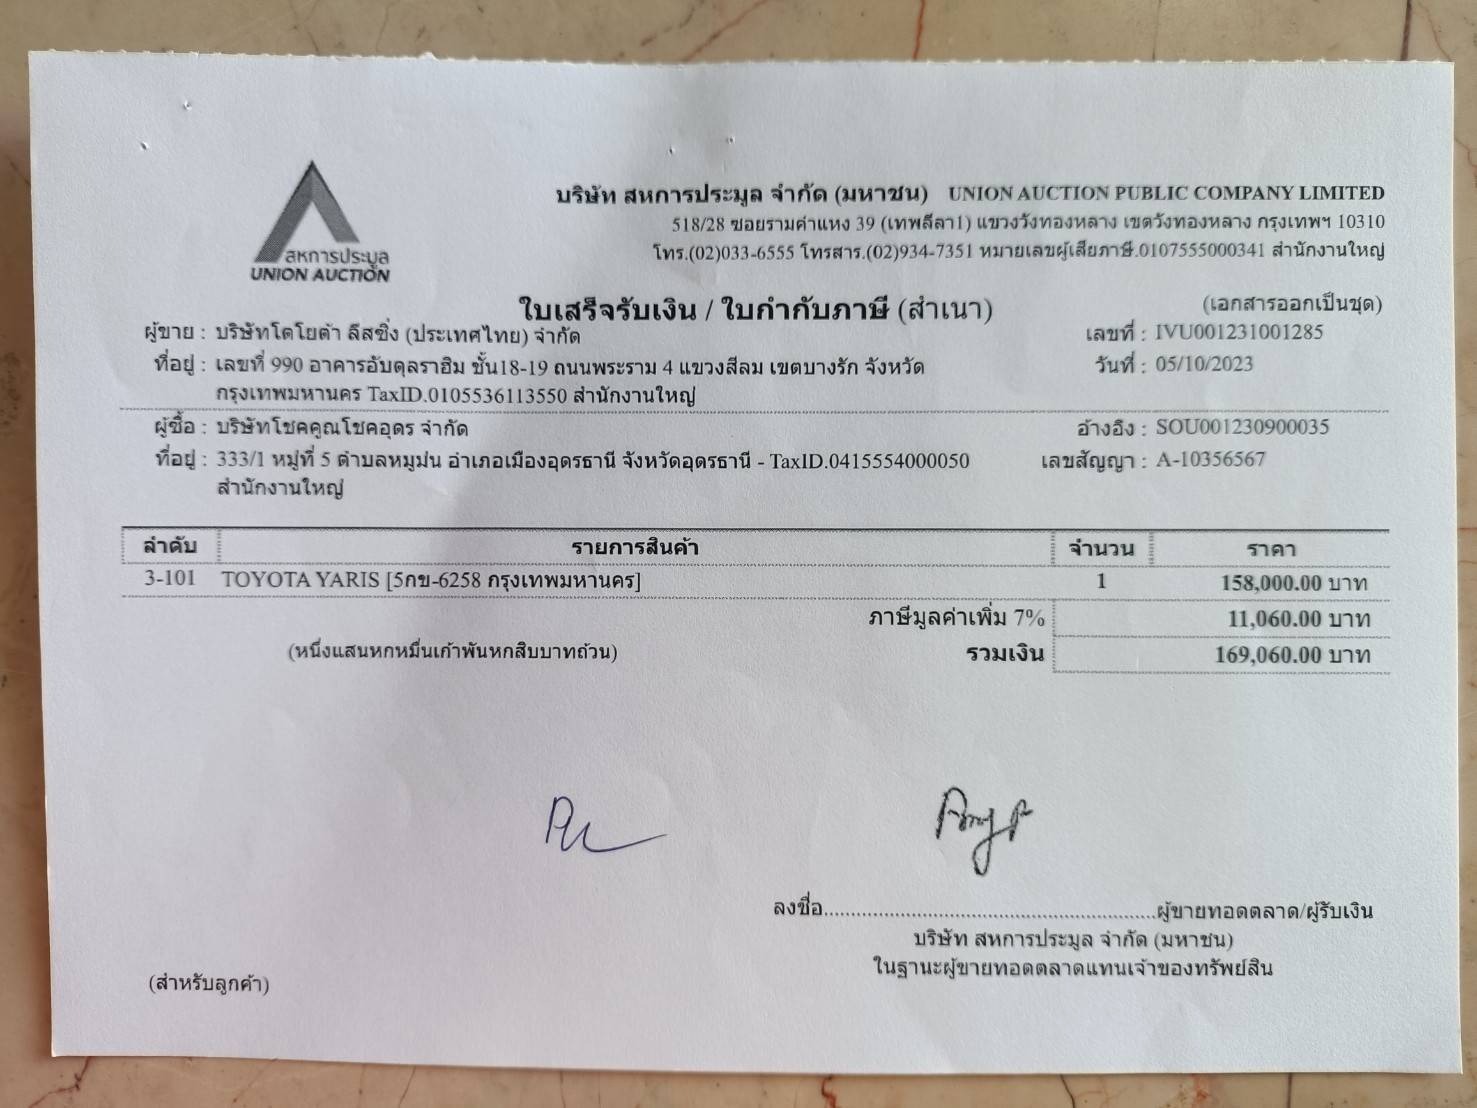 บริษัท สหการประมูล จำกัด (มหาชน) UNION AUCTION PUBLIC COMPANY LIMITED
518/28 ซอยรามคำแหง 39 (เทพลีลา1) แขวงวังทองหลาง เขตวังทองหลาง กรุงเทพฯ 10310
โทร.(02)033-6555 โทรสาร.(02)934-7351 หมายเลขผู้เสียภาษี.0107555000341 สำนักงานใหญ่
สหการประมูล
UNION AUCTION
ใบเสร็จรับเงิน / ใบกำกับภาษี (สำเนา) (เอกสารออกเป็นชุด)
ผู้ขาย : บริษัทโตโยต้า ลีสซิ่ง (ประเทศไทย) จำกัด เลขที่ : IVU001231001285
ที่อยู่ : เลขที่ 990 อาคารอับดุลราฮิม ชั้น18-19 ถนนพระราม 4 แขวงสีลม เขตบางรัก จังหวัด วันที่ : 05/10/2023
กรุงเทพมหานคร TaxID.0105536113550 สำนักงานใหญ่
ผู้ซื้อ : บริษัทโชคคูณโชคอุดร จำกัด อ้างอิง : SOU001230900035
ที่อยู่ : 333/1 หมู่ที่ 5 ตำบลหมูม่น อำเภอเมืองอุดรธานี จังหวัดอุดรธานี - TaxID.0415554000050 เลขสัญญา : A-10356567
สำนักงานใหญ่
ลำดับ รายการสินค้า จำนวน ราคา
3-101 TOYOTA YARIS [5กข-6258 กรุงเทพมหานคร] 1 158,000.00 บาท
ภาษีมูลค่าเพิ่ม 7% 11,060.00 บาท
(หนึ่งแสนหกหมื่นเก้าพันหกสิบบาทถ้วน) รวมเงิน 169,060.00 บาท
ลงชื่อ..............................................................ผู้ขายทอดตลาด/ผู้รับเงิน
บริษัท สหการประมูล จำกัด (มหาชน)
ในฐานะผู้ขายทอดตลาดแทนเจ้าของทรัพย์สิน
(สำหรับลูกค้า)